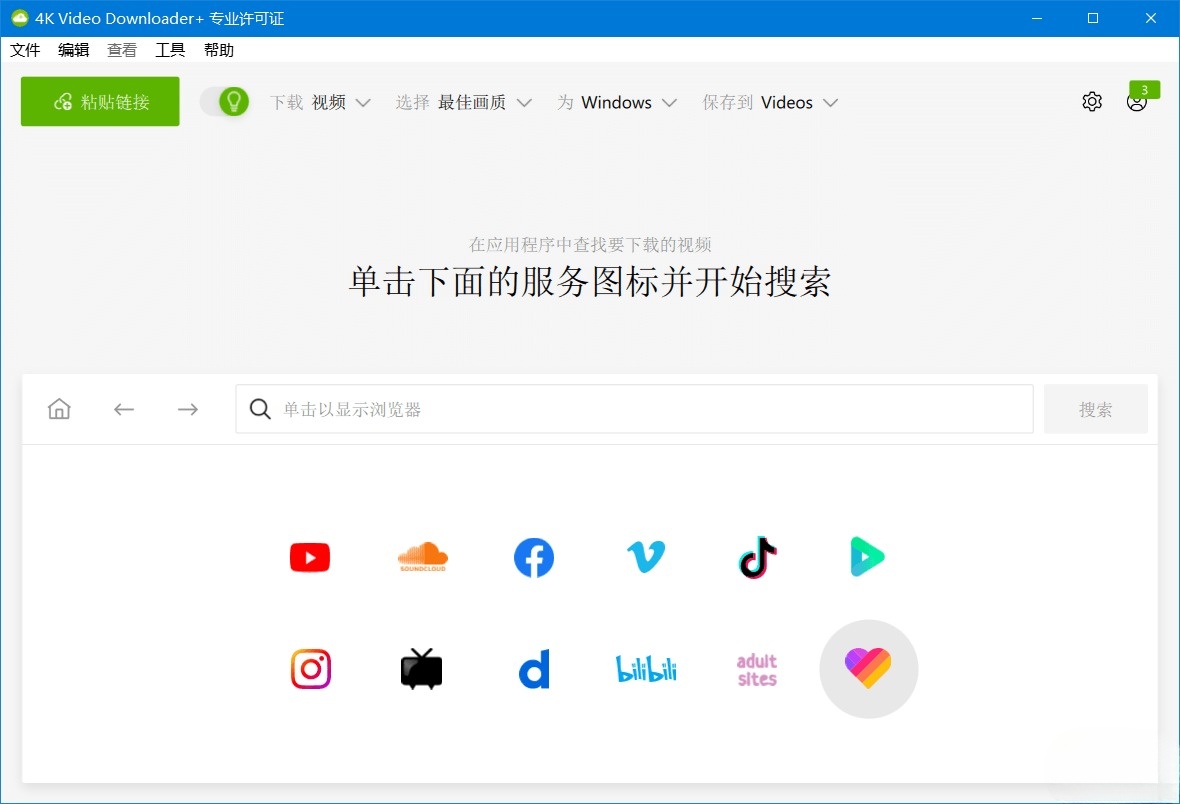 4K Video Downloader+ 专业许可证
文件 编辑 查看 工具 帮助
粘贴链接 下载 视频 选择 最佳画质 为 Windows 保存到 Videos 3
在应用程序中查找要下载的视频
单击下面的服务图标并开始搜索
单击以显示浏览器 搜索
SOUNDCLOUD
bilibili adult
sites